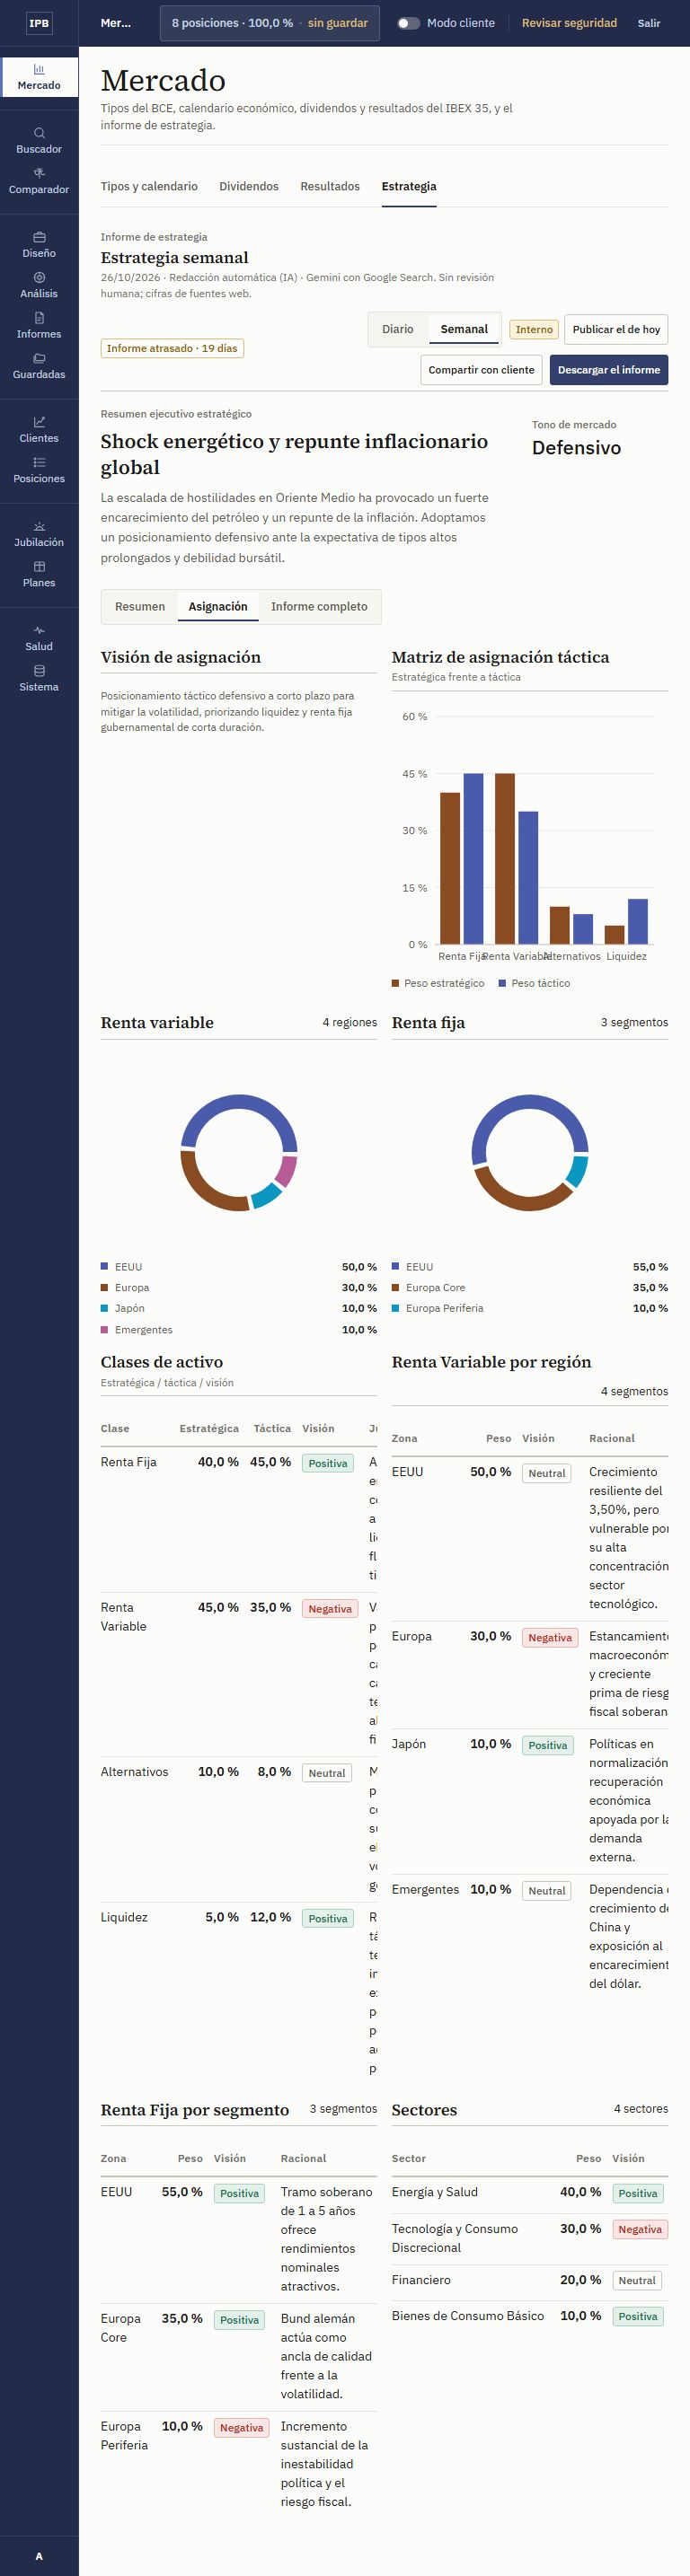 IPB
Mer...
8 posiciones · 100,0 % · sin guardar
Modo cliente
Revisar seguridad
Salir
Mercado
Buscador
Comparador
Diseño
Análisis
Informes
Guardadas
Clientes
Posiciones
Jubilación
Planes
Salud
Sistema
A
Mercado
Tipos del BCE, calendario económico, dividendos y resultados del IBEX 35, y el
informe de estrategia.
Tipos y calendario Dividendos Resultados Estrategia
Informe de estrategia
Estrategia semanal
26/10/2026 · Redacción automática (IA) · Gemini con Google Search. Sin revisión
humana; cifras de fuentes web.
Informe atrasado · 19 días
Diario Semanal Interno Publicar el de hoy
Compartir con cliente Descargar el informe
Resumen ejecutivo estratégico
Shock energético y repunte inflacionario
global
La escalada de hostilidades en Oriente Medio ha provocado un fuerte
encarecimiento del petróleo y un repunte de la inflación. Adoptamos
un posicionamiento defensivo ante la expectativa de tipos altos
prolongados y debilidad bursátil.
Tono de mercado
Defensivo
Resumen Asignación Informe completo
Visión de asignación
Posicionamiento táctico defensivo a corto plazo para
mitigar la volatilidad, priorizando liquidez y renta fija
gubernamental de corta duración.
Matriz de asignación táctica
Estratégica frente a táctica
60 %
45 %
30 %
15 %
0 %
Renta Fija Renta Variable Alternativos Liquidez
Peso estratégico Peso táctico
Renta variable 4 regiones
EEUU 50,0 %
Europa 30,0 %
Japón 10,0 %
Emergentes 10,0 %
Renta fija 3 segmentos
EEUU 55,0 %
Europa Core 35,0 %
Europa Periferia 10,0 %
Clases de activo
Estratégica / táctica / visión
Clase Estratégica Táctica Visión
Renta Fija 40,0 % 45,0 % Positiva
Renta
Variable 45,0 % 35,0 % Negativa
Alternativos 10,0 % 8,0 % Neutral
Liquidez 5,0 % 12,0 % Positiva
Renta Variable por región
4 segmentos
Zona Peso Visión Racional
EEUU 50,0 % Neutral Crecimiento
resiliente del
3,50%, pero
vulnerable por
su alta
concentración
sector
tecnológico.
Europa 30,0 % Negativa Estancamiento
macroeconóm
y creciente
prima de riesg
fiscal soberan
Japón 10,0 % Positiva Políticas en
normalización
recuperación
económica
apoyada por la
demanda
externa.
Emergentes 10,0 % Neutral Dependencia
crecimiento de
China y
exposición al
encarecimient
del dólar.
Renta Fija por segmento 3 segmentos
Zona Peso Visión Racional
EEUU 55,0 % Positiva Tramo soberano
de 1 a 5 años
ofrece
rendimientos
nominales
atractivos.
Europa
Core 35,0 % Positiva Bund alemán
actúa como
ancla de calidad
frente a la
volatilidad.
Europa
Periferia 10,0 % Negativa Incremento
sustancial de la
inestabilidad
política y el
riesgo fiscal.
Sectores 4 sectores
Sector Peso Visión
Energía y Salud 40,0 % Positiva
Tecnología y Consumo
Discrecional 30,0 % Negativa
Financiero 20,0 % Neutral
Bienes de Consumo Básico 10,0 % Positiva